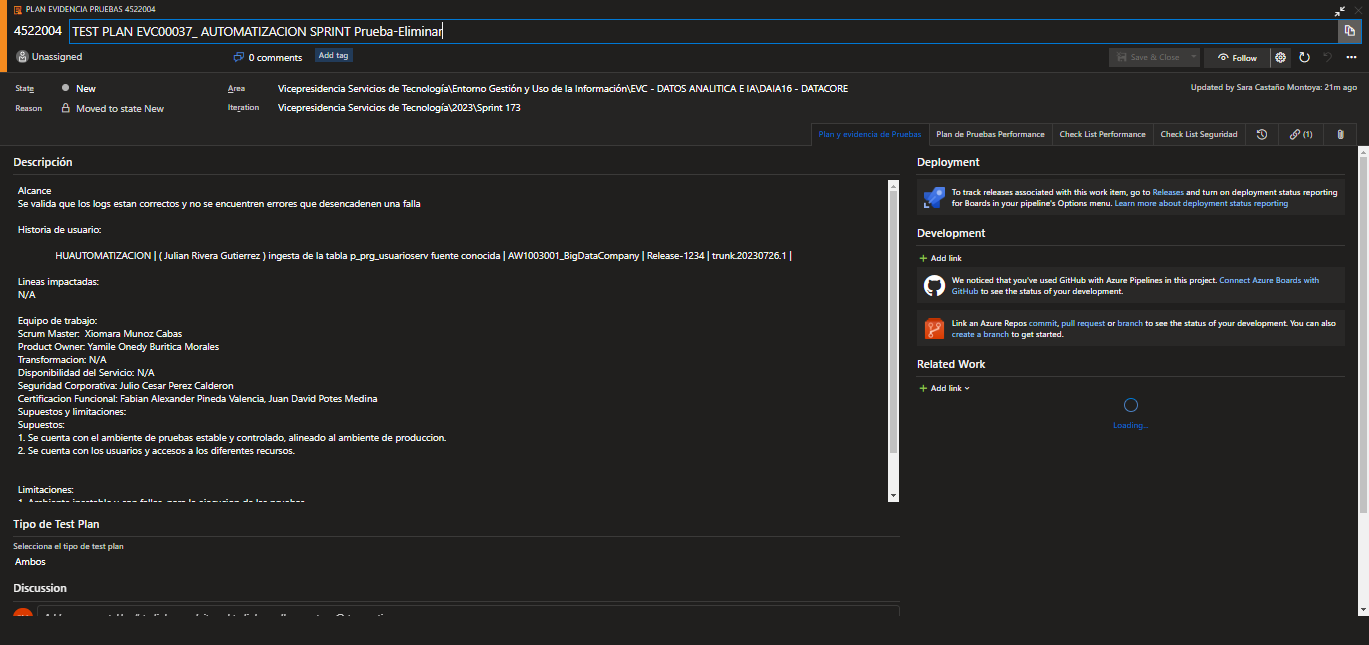 PLAN EVIDENCIA PRUEBAS 4522004
4522004 TEST PLAN EVC00037_ AUTOMATIZACION SPRINT Prueba-Eliminar
Unassigned
0 comments
Add tag
Save & Close
Follow
State
New
Area
Vicepresidencia Servicios de Tecnología\Entorno Gestión y Uso de la Información\EVC - DATOS ANALITICA E IA\DAIA16 - DATACORE
Updated by Sara Castaño Montoya: 21m ago
Reason
Moved to state New
Iteration
Vicepresidencia Servicios de Tecnología\2023\Sprint 173
Plan y evidencia de Pruebas
Plan de Pruebas Performance
Check List Performance
Check List Seguridad
(1)
Descripción
Alcance
Se valida que los logs estan correctos y no se encuentren errores que desencadenen una falla
Historia de usuario:
HUAUTOMATIZACION | ( Julian Rivera Gutierrez ) ingesta de la tabla p_prg_usuarioserv fuente conocida | AW1003001_BigDataCompany | Release-1234 | trunk.20230726.1 |
Lineas impactadas:
N/A
Equipo de trabajo:
Scrum Master: Xiomara Munoz Cabas
Product Owner: Yamile Onedy Buritica Morales
Transformacion: N/A
Disponibilidad del Servicio: N/A
Seguridad Corporativa: Julio Cesar Perez Calderon
Certificacion Funcional: Fabian Alexander Pineda Valencia, Juan David Potes Medina
Supuestos y limitaciones:
Supuestos:
1. Se cuenta con el ambiente de pruebas estable y controlado, alineado al ambiente de produccion.
2. Se cuenta con los usuarios y accesos a los diferentes recursos.
Limitaciones:
Tipo de Test Plan
Selecciona el tipo de test plan
Ambos
Discussion
Deployment
To track releases associated with this work item, go to Releases and turn on deployment status reporting
for Boards in your pipeline's Options menu. Learn more about deployment status reporting
Development
Add link
We noticed that you've used GitHub with Azure Pipelines in this project. Connect Azure Boards with
GitHub to see the status of your development.
Link an Azure Repos commit, pull request or branch to see the status of your development. You can also
create a branch to get started.
Related Work
Add link
Loading...